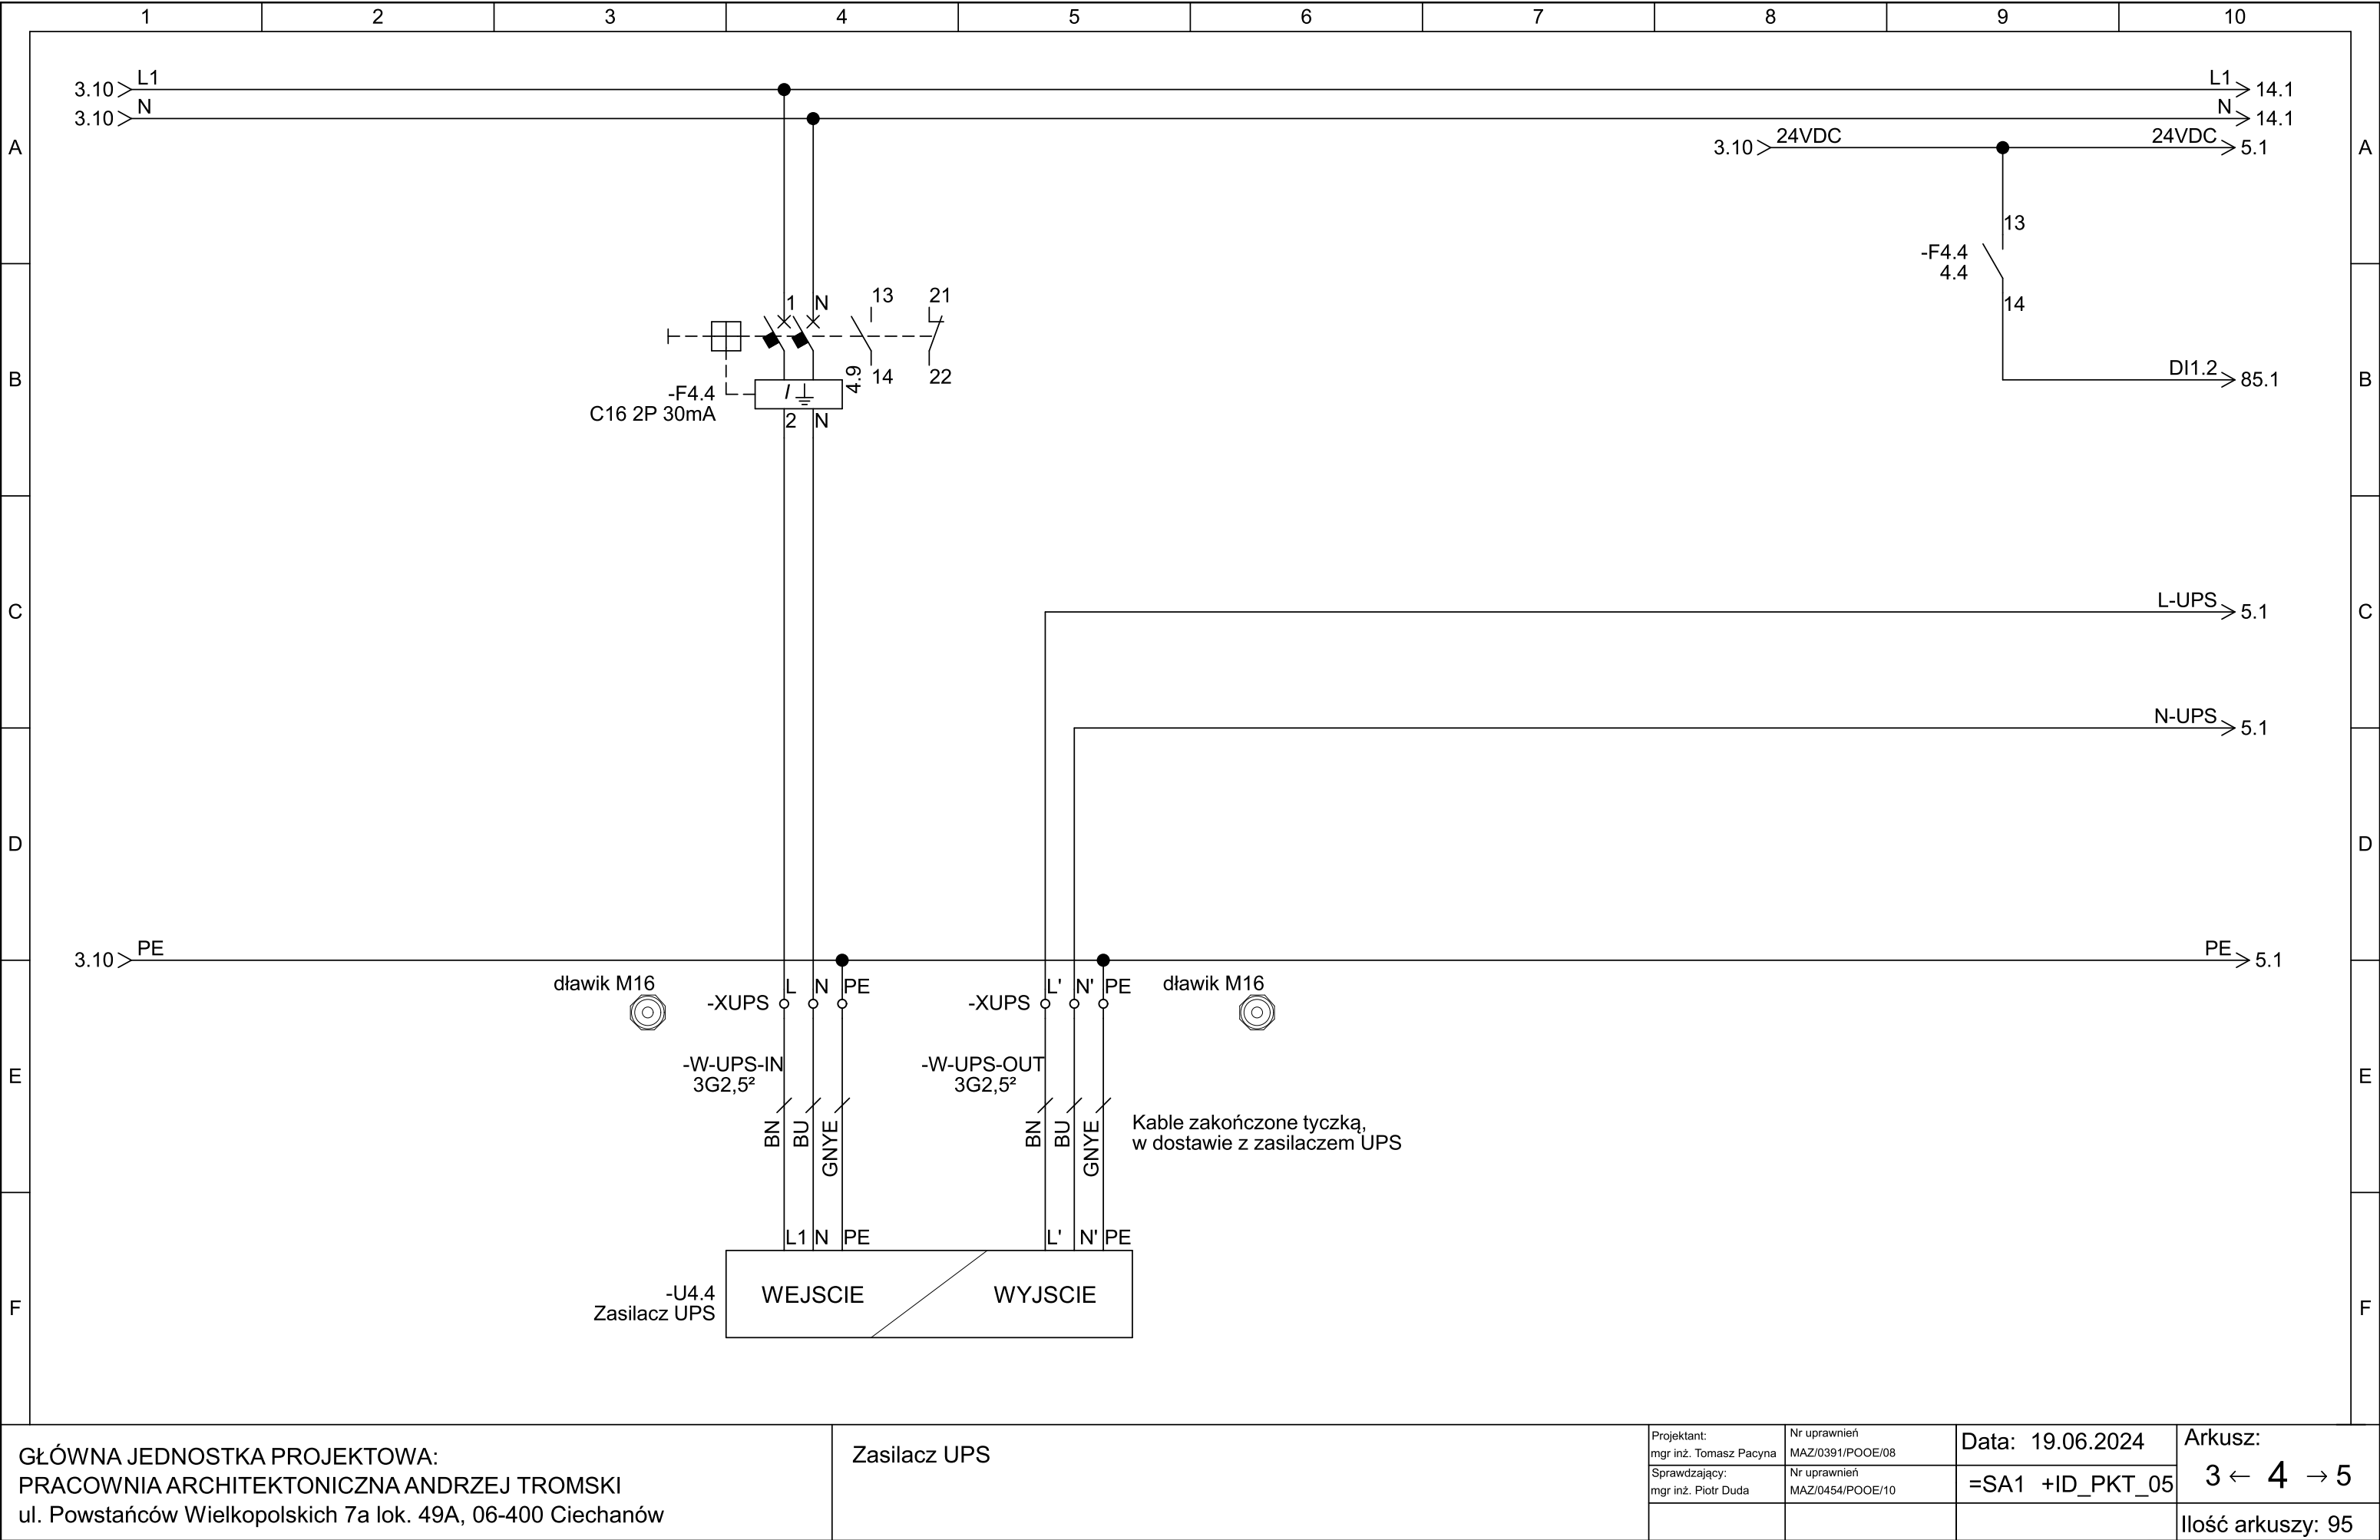 1 2 3 4 5 6 7 8 9 10
3.10 L1 L1 14.1
3.10 N N 14.1
A 3.10 24VDC 24VDC 5.1 A
13
-F4.4
4.4
14
1 N 13 21
B DI1.2 85.1 B
-F4.4 I 4.9 14 22
C16 2P 30mA
2 N
C L-UPS 5.1 C
N-UPS 5.1
D D
3.10 PE PE 5.1
dławik M16 L N PE L' N' PE dławik M16
-XUPS -XUPS
-W-UPS-IN -W-UPS-OUT
E 3G2,5² 3G2,5² E
BN BU GNYE BN BU GNYE
Kable zakończone tyczką,
w dostawie z zasilaczem UPS
L1 N PE L' N' PE
-U4.4 WEJSCIE WYJSCIE
F Zasilacz UPS F
GŁÓWNA JEDNOSTKA PROJEKTOWA:
PRACOWNIA ARCHITEKTONICZNA ANDRZEJ TROMSKI
ul. Powstańców Wielkopolskich 7a lok. 49A, 06-400 Ciechanów
Zasilacz UPS
Projektant: Nr uprawnień
mgr inż. Tomasz Pacyna MAZ/0391/POOE/08
Sprawdzający: Nr uprawnień
mgr inż. Piotr Duda MAZ/0454/POOE/10
Data: 19.06.2024
=SA1 +ID_PKT_05
Arkusz:
3 ← 4 → 5
Ilość arkuszy: 95